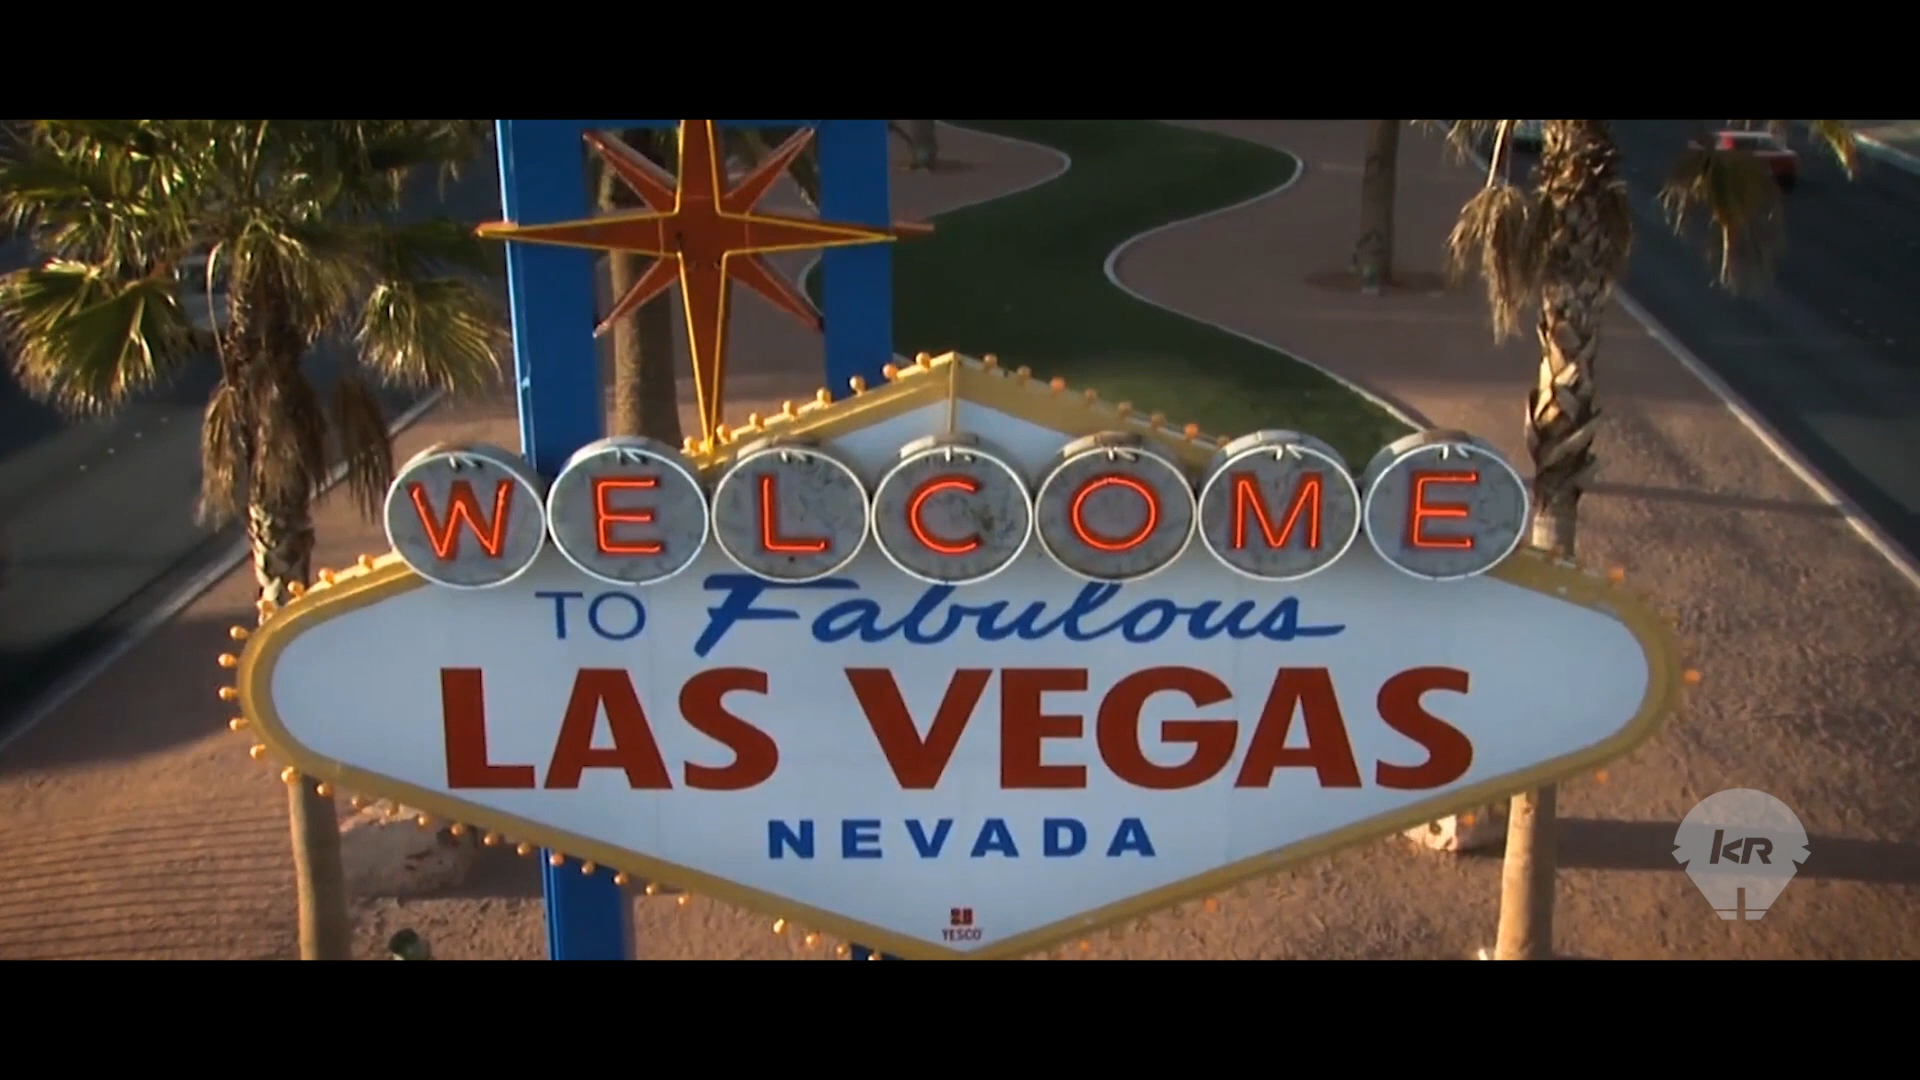 WELCOME
TO Fabulous
LAS VEGAS
NEVADA
YESCO
KR